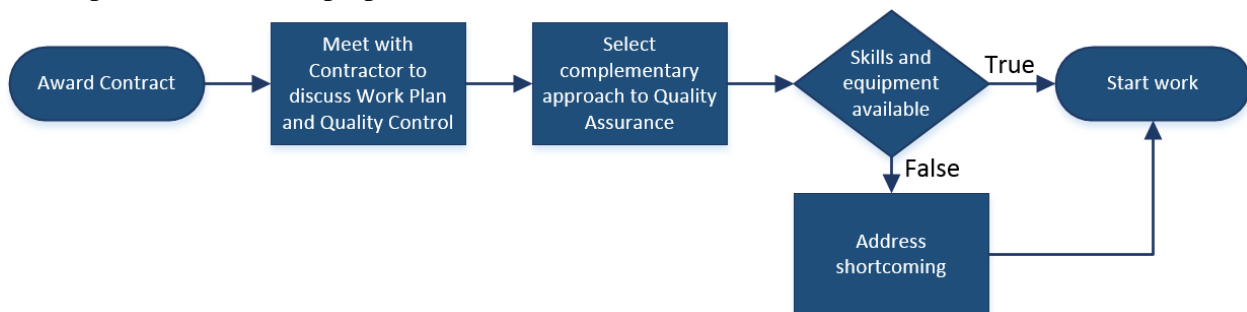 Award Contract
Meet with
Contractor to
discuss Work Plan
and Quality Control
Select
complementary
approach to Quality
Assurance
Skills and
equipment
available
True
Start work
False
Address
shortcoming